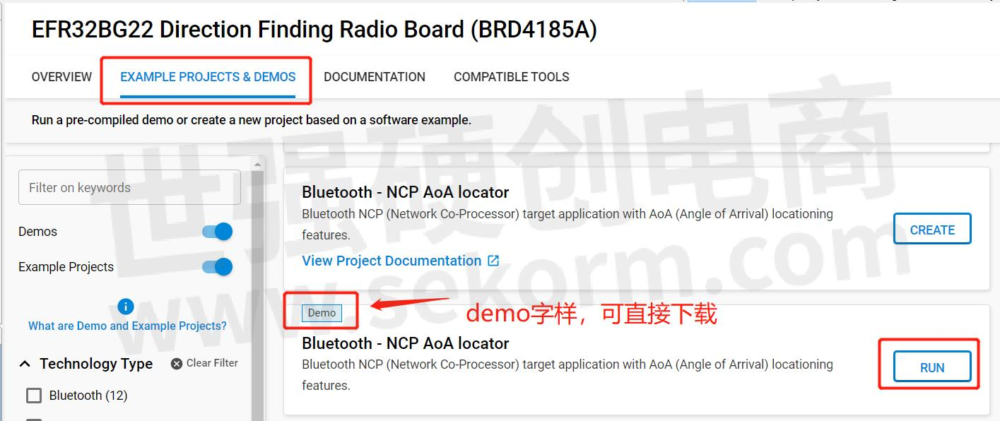 EFR32BG22 Direction Finding Radio Board (BRD4185A)
OVERVIEW EXAMPLE PROJECTS & DEMOS DOCUMENTATION COMPATIBLE TOOLS
Run a pre-compiled demo or create a new project based on a software example.
Filter on keywords
Demos
Example Projects
What are Demo and Example Projects?
Technology Type Clear Filter
Bluetooth (12)
Bluetooth - NCP AoA locator
Bluetooth NCP (Network Co-Processor) target application with AoA (Angle of Arrival) locationing
features.
CREATE
View Project Documentation
Demo
demo字样，可直接下载
Bluetooth - NCP AoA locator
Bluetooth NCP (Network Co-Processor) target application with AoA (Angle of Arrival) locationing
features.
RUN
世强硬创电商
www.sekorm.com